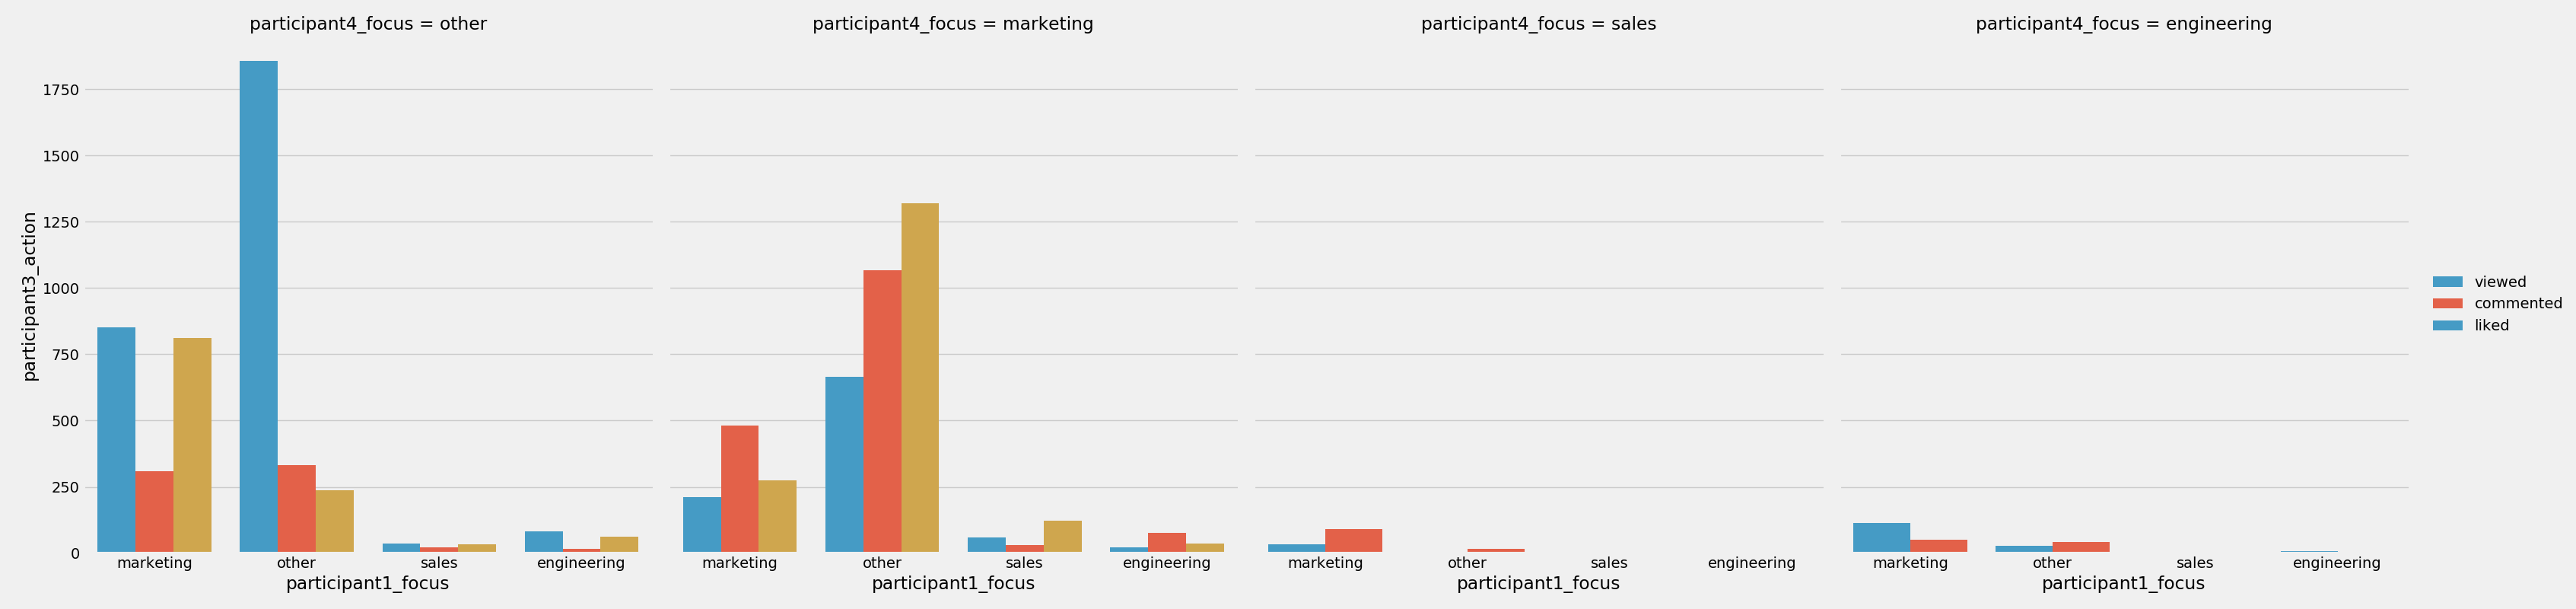 participant4_focus = other
participant4_focus = marketing
participant4_focus = sales
participant4_focus = engineering
participant3_action
1750
1500
1250
1000
750
500
250
0
marketing other sales engineering
marketing other sales engineering
marketing other sales engineering
marketing other sales engineering
participant1_focus
participant1_focus
participant1_focus
participant1_focus
viewed
commented
liked